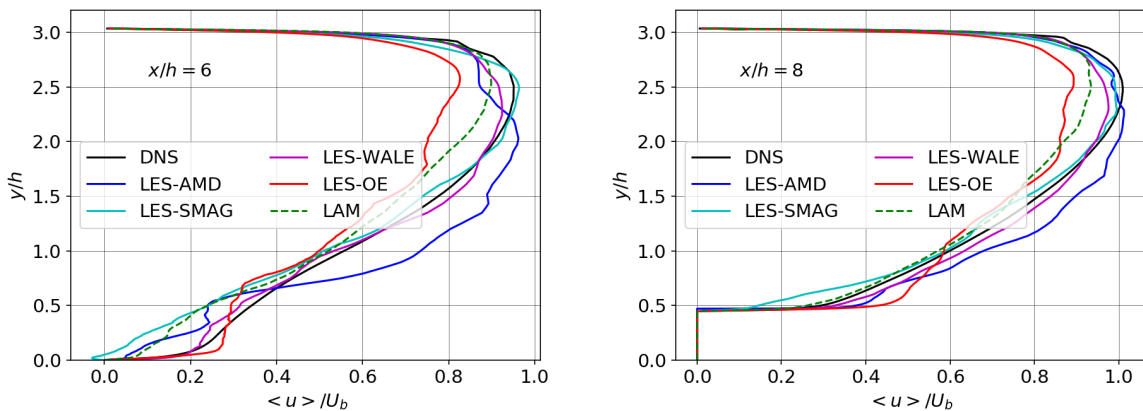 3.0
2.5
2.0
1.5
1.0
0.5
0.0
y/h
x/h = 6
DNS
LES-AMD
LES-SMAG
LES-WALE
LES-OE
LAM
0.0 0.2 0.4 0.6 0.8 1.0
< u > /U_b
3.0
2.5
2.0
1.5
1.0
0.5
0.0
y/h
x/h = 8
DNS
LES-AMD
LES-SMAG
LES-WALE
LES-OE
LAM
0.0 0.2 0.4 0.6 0.8 1.0
< u > /U_b